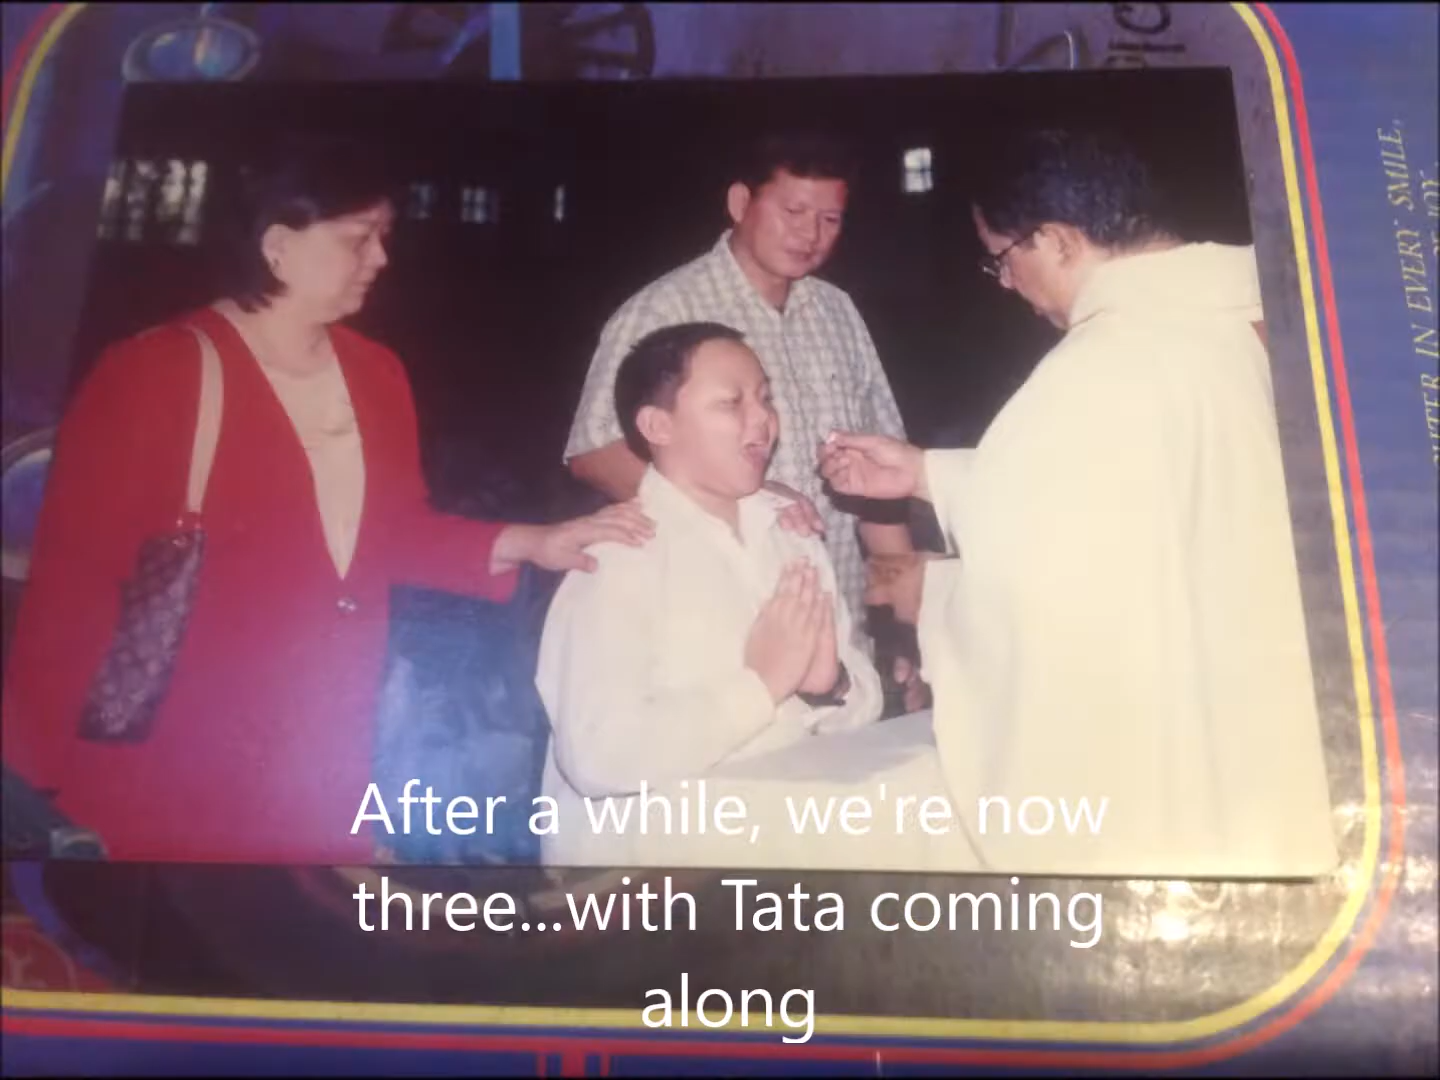 IN EVERY SMILE,
After a while, we're now
three...with Tata coming
along